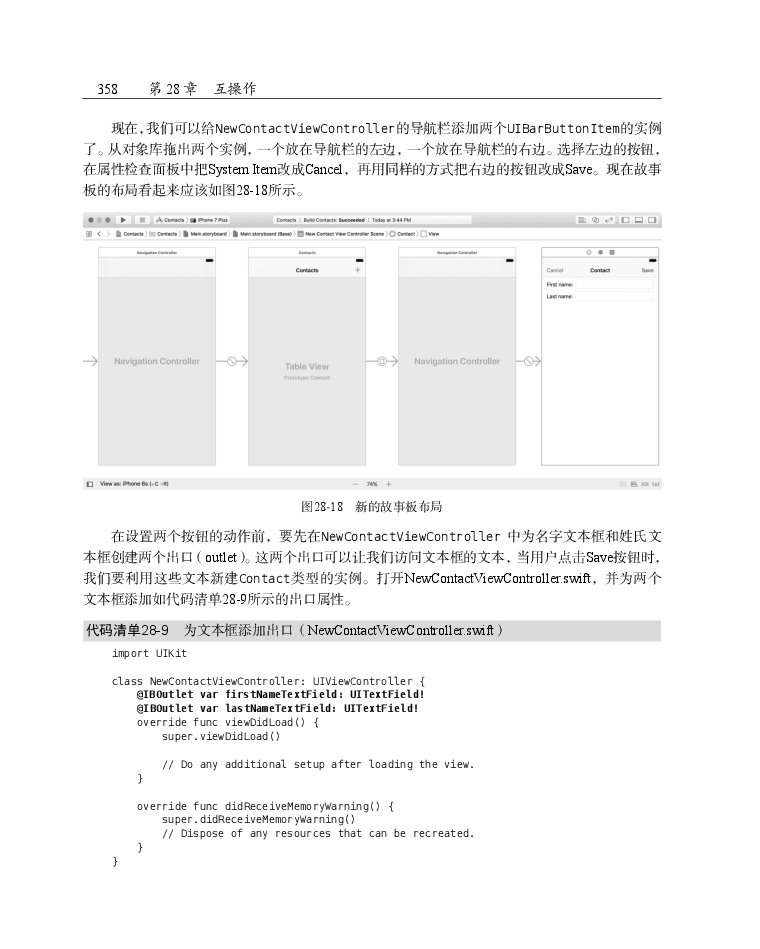 358 第 28 章 互操作
现在，我们可以给NewContactViewController的导航栏添加两个UIBarButtonItem的实例
了。从对象库拖出两个实例，一个放在导航栏的左边，一个放在导航栏的右边。选择左边的按钮，
在属性检查面板中把System Item改成Cancel，再用同样的方式把右边的按钮改成Save。现在故事
板的布局看起来应该如图28-18所示。
Contacts 〉 iPhone 7 Plus Contacts | Build Contacts: Succeeded | Today at 3:44 PM
Contacts 〉 Contacts 〉 Main.storyboard 〉 Main.storyboard (Base) 〉 New Contact View Controller Scene 〉 Contact 〉 View
Navigation Controller Contacts Navigation Controller
Contacts + Cancel Contact Save
First name:
Last name:
Navigation Controller Table View Navigation Controller
Prototype Content
View as: iPhone 6s (wC hR) — 74% +
图28-18 新的故事板布局
在设置两个按钮的动作前，要先在NewContactViewController 中为名字文本框和姓氏文
本框创建两个出口（outlet）。这两个出口可以让我们访问文本框的文本，当用户点击Save按钮时，
我们要利用这些文本新建Contact类型的实例。打开NewContactViewController.swift，并为两个
文本框添加如代码清单28-9所示的出口属性。
代码清单28-9 为文本框添加出口（NewContactViewController.swift）
import UIKit
class NewContactViewController: UIViewController {
@IBOutlet var firstNameTextField: UITextField!
@IBOutlet var lastNameTextField: UITextField!
override func viewDidLoad() {
super.viewDidLoad()
// Do any additional setup after loading the view.
}
override func didReceiveMemoryWarning() {
super.didReceiveMemoryWarning()
// Dispose of any resources that can be recreated.
}
}